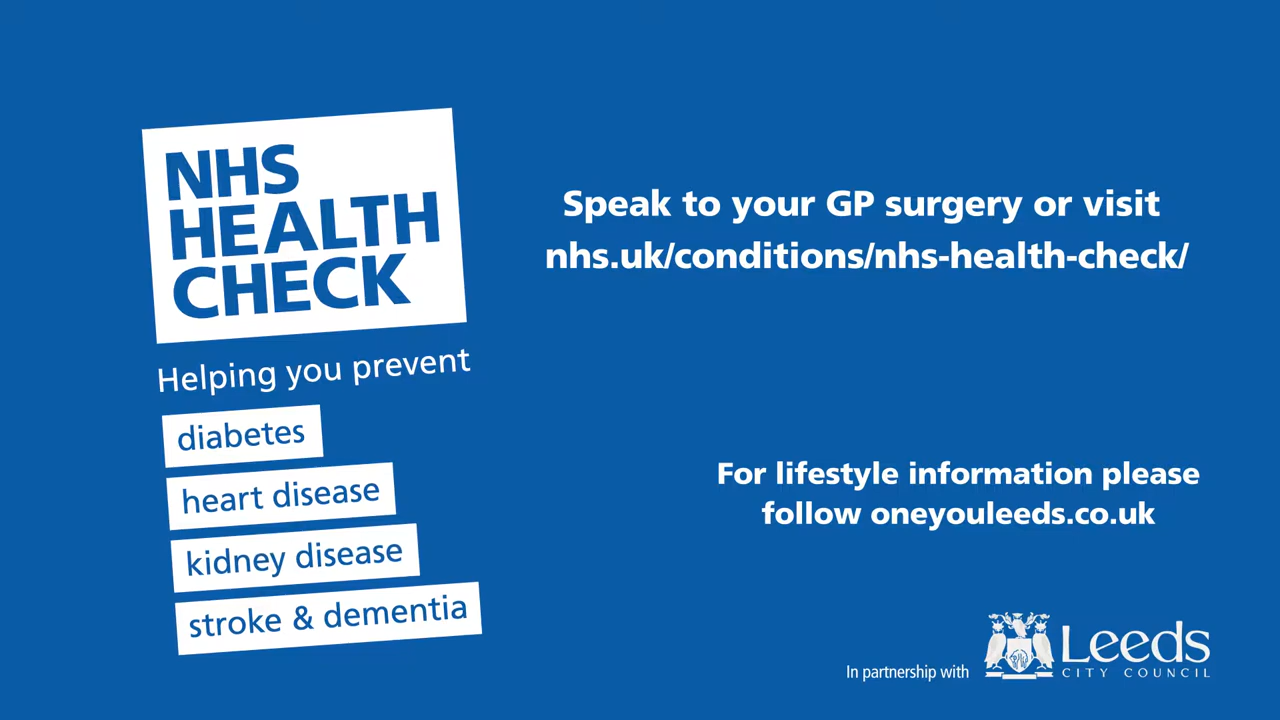 NHS
HEALTH
CHECK
Helping you prevent
diabetes
heart disease
kidney disease
stroke & dementia
Speak to your GP surgery or visit
nhs.uk/conditions/nhs-health-check/
For lifestyle information please
follow oneyouleeds.co.uk
In partnership with
Leeds
CITY COUNCIL